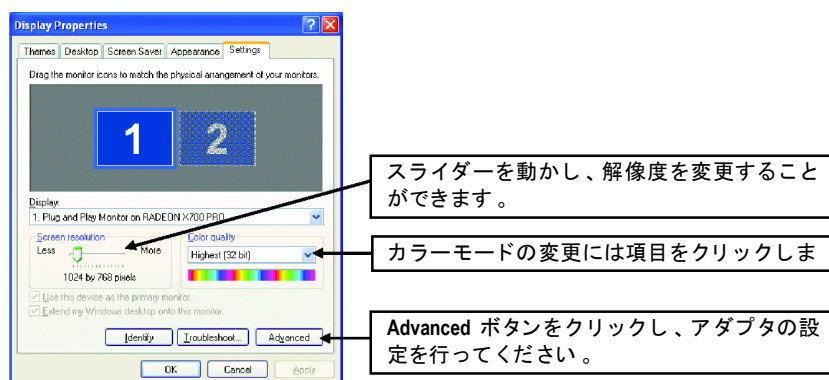 Display Properties
Themes Desktop Screen Saver Appearance Settings
Drag the monitor icons to match the physical arrangement of your monitors.
1 2
スライダーを動かし、解像度を変更すること
ができます。
Display:
1. Plug and Play Monitor on RADEON X700 PRO
Screen resolution
Less More
1024 by 768 pixels
Color quality
Highest (32 bit)
カラーモードの変更には項目をクリックしま
Use this device as the primary monitor.
Extend my Windows desktop onto this monitor.
Identify Troubleshoot... Advanced
Advanced ボタンをクリックし、アダプタの設
定を行ってください。
OK Cancel Apply